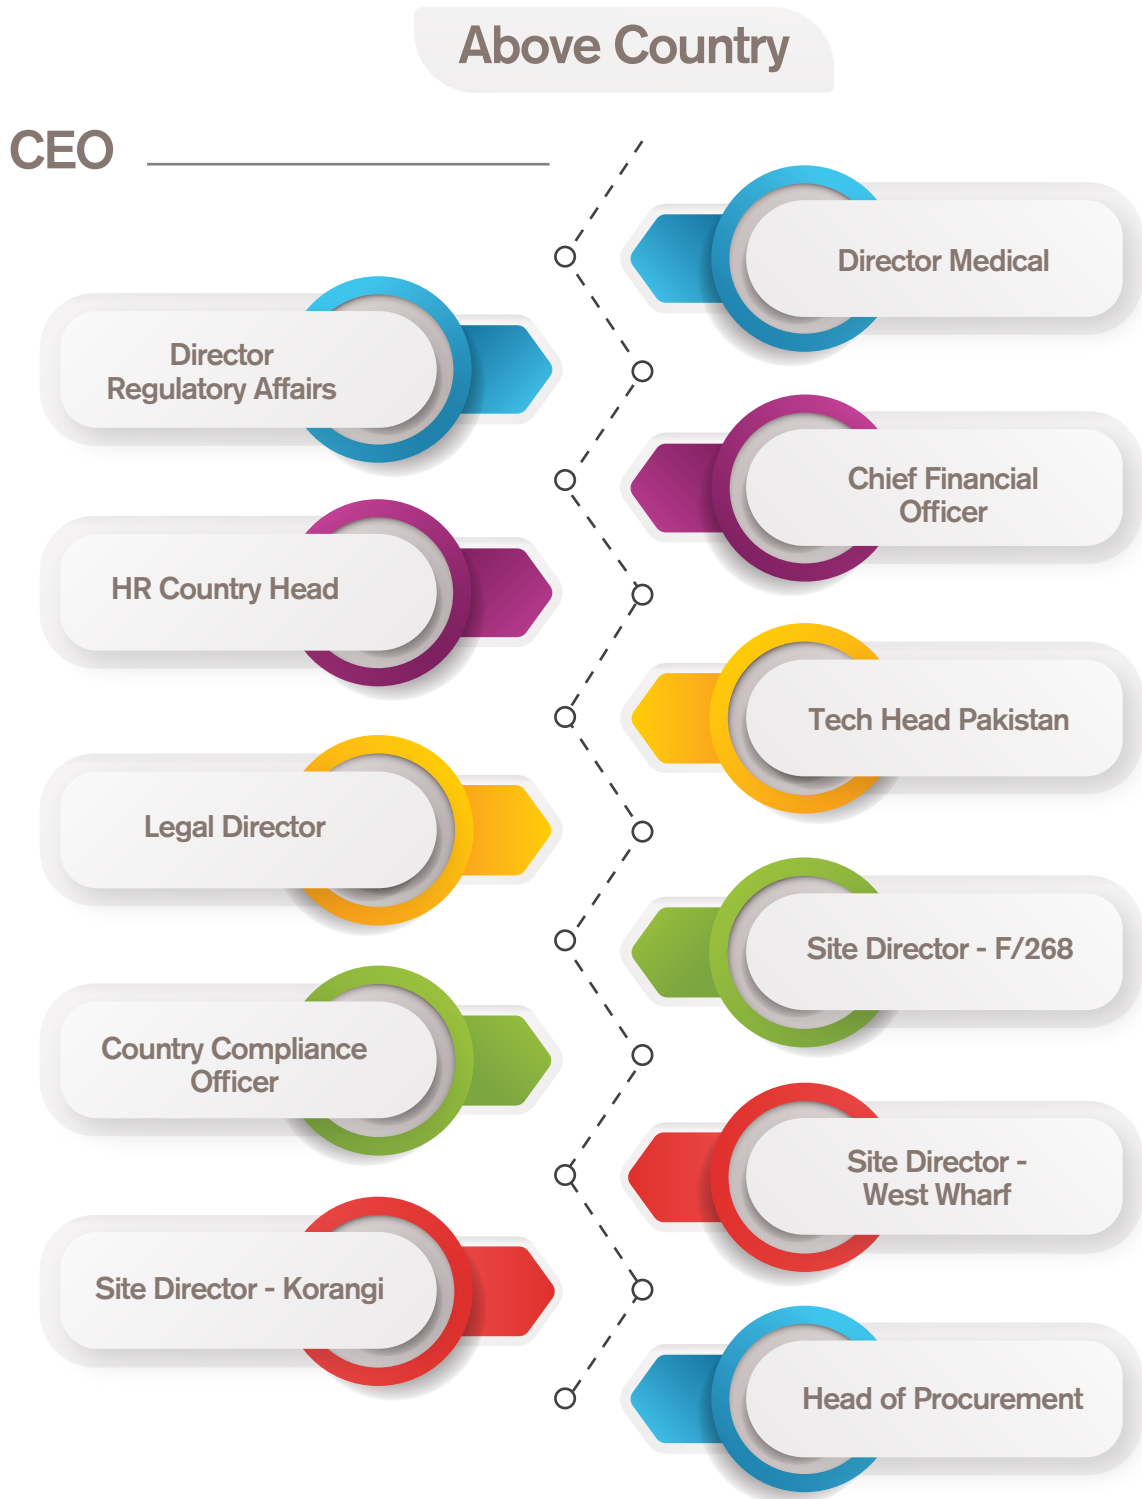 Above Country
CEO
Director Medical
Director
Regulatory Affairs
Chief Financial
Officer
HR Country Head
Tech Head Pakistan
Legal Director
Site Director - F/268
Country Compliance
Officer
Site Director -
West Wharf
Site Director - Korangi
Head of Procurement